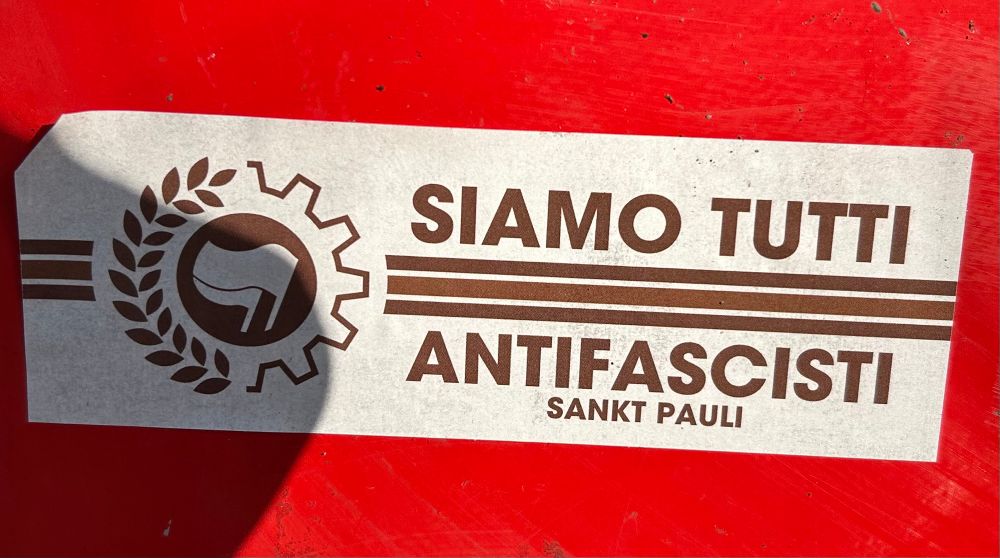 SIAMO TUTTI
ANTIFASCISTI
SANKT PAULI